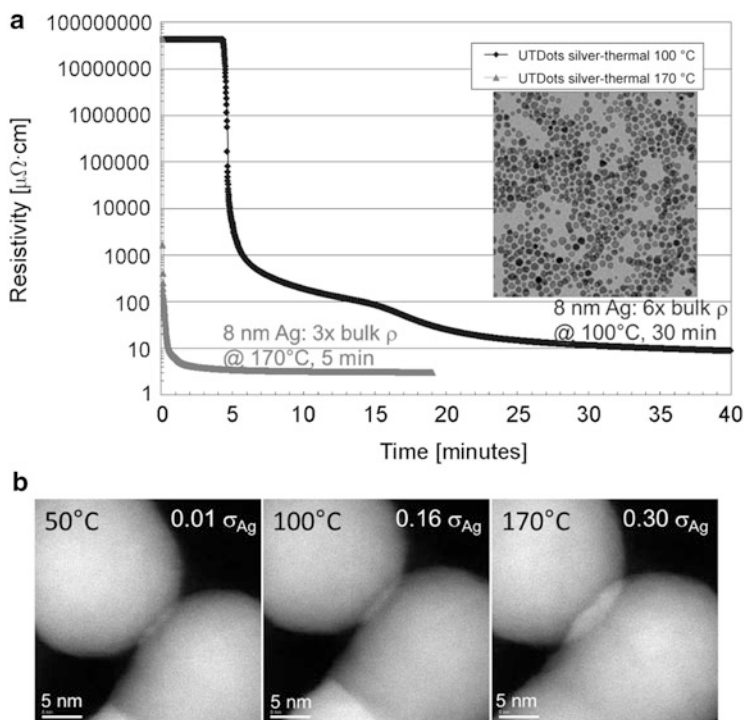 a
100000000
10000000
1000000
100000
10000
1000
100
10
1
Resistivity [μΩ·cm]
UTDots silver-thermal 100 °C
UTDots silver-thermal 170 °C
8 nm Ag: 6x bulk ρ
@ 100°C, 30 min
8 nm Ag: 3x bulk ρ
@ 170°C, 5 min
0 5 10 15 20 25 30 35 40
Time [minutes]
b
50°C 0.01 σAg
5 nm
100°C 0.16 σAg
5 nm
170°C 0.30 σAg
5 nm